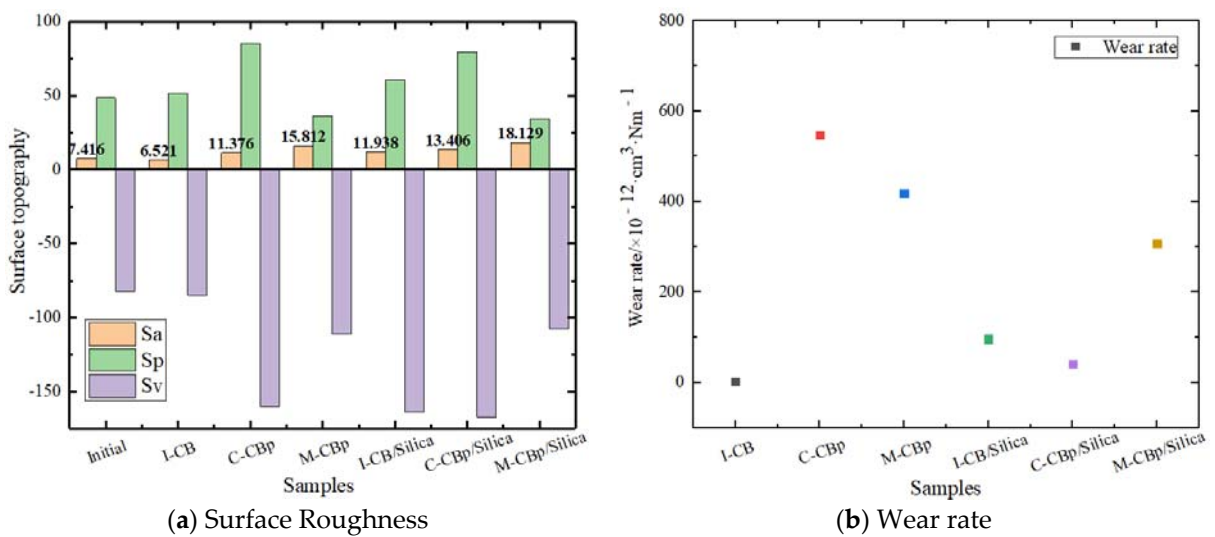 100
50
0
-50
-100
-150
Surface topography
7.416
6.521
11.376
15.812
11.938
13.406
18.129
Sa
Sp
Sv
Initial
I-CB
C-CBp
M-CBp
I-CB/Silica
C-CBp/Silica
M-CBp/Silica
Samples
(a) Surface Roughness
800
600
400
200
0
Wear rate/×10⁻¹²·cm³·Nm⁻¹
Wear rate
I-CB
C-CBp
M-CBp
I-CB/Silica
C-CBp/Silica
M-CBp/Silica
Samples
(b) Wear rate